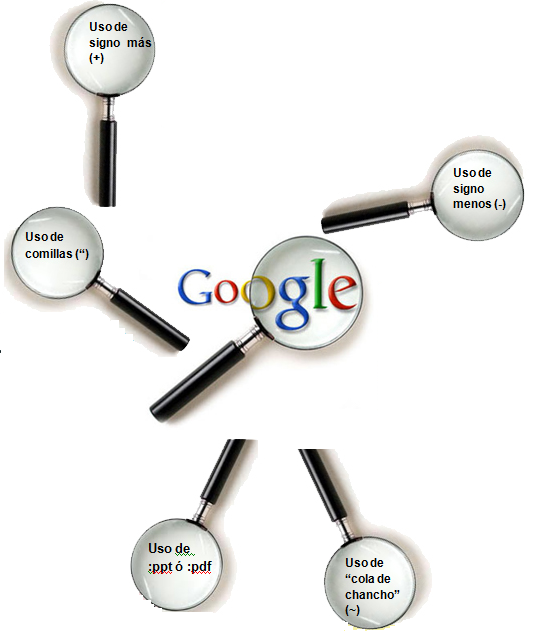 Uso de
signo más
(+)
Uso de
signo
menos (-)
Uso de
comillas (“)
Google
Uso de
:ppt ó :pdf
Uso de
“cola de
chancho”
(~)